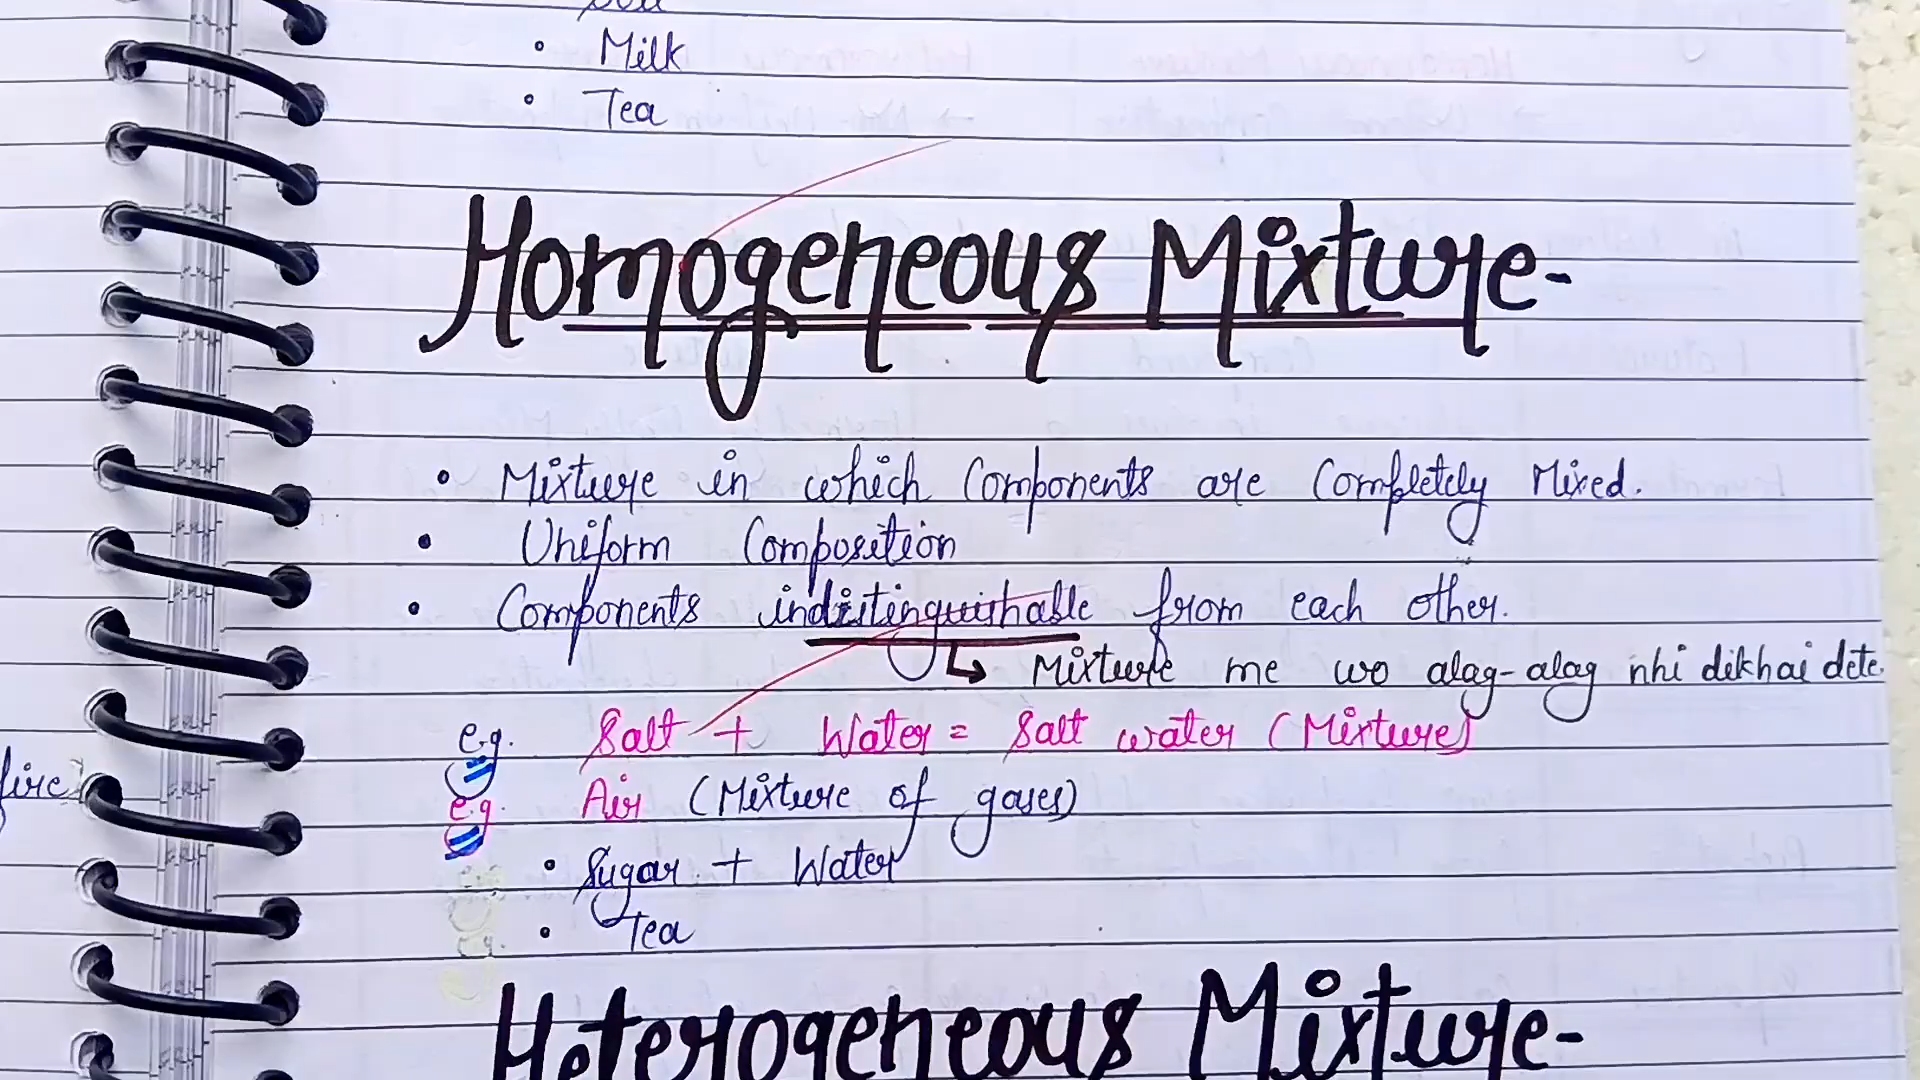 • Milk
• Tea
Homogeneous Mixture-
• Mixture in which Components are Completely Mixed.
• Uniform Composition
• Components indistinguishable from each other.
↳ Mixture me wo alag-alag nhi dikhai dete
e.g. Salt + Water = Salt water (Mixture)
e.g. Air (Mixture of gases)
• Sugar + Water
• Tea
Heterogeneous Mixture-